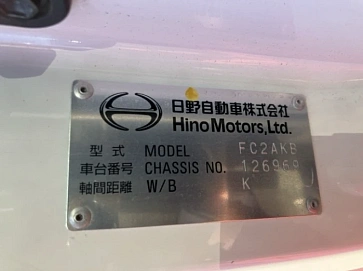 日野自動車株式会社
Hino Motors, Ltd.
型式 MODEL FC2AKB
車台番号 CHASSIS NO. 126969
軸間距離 W/B K